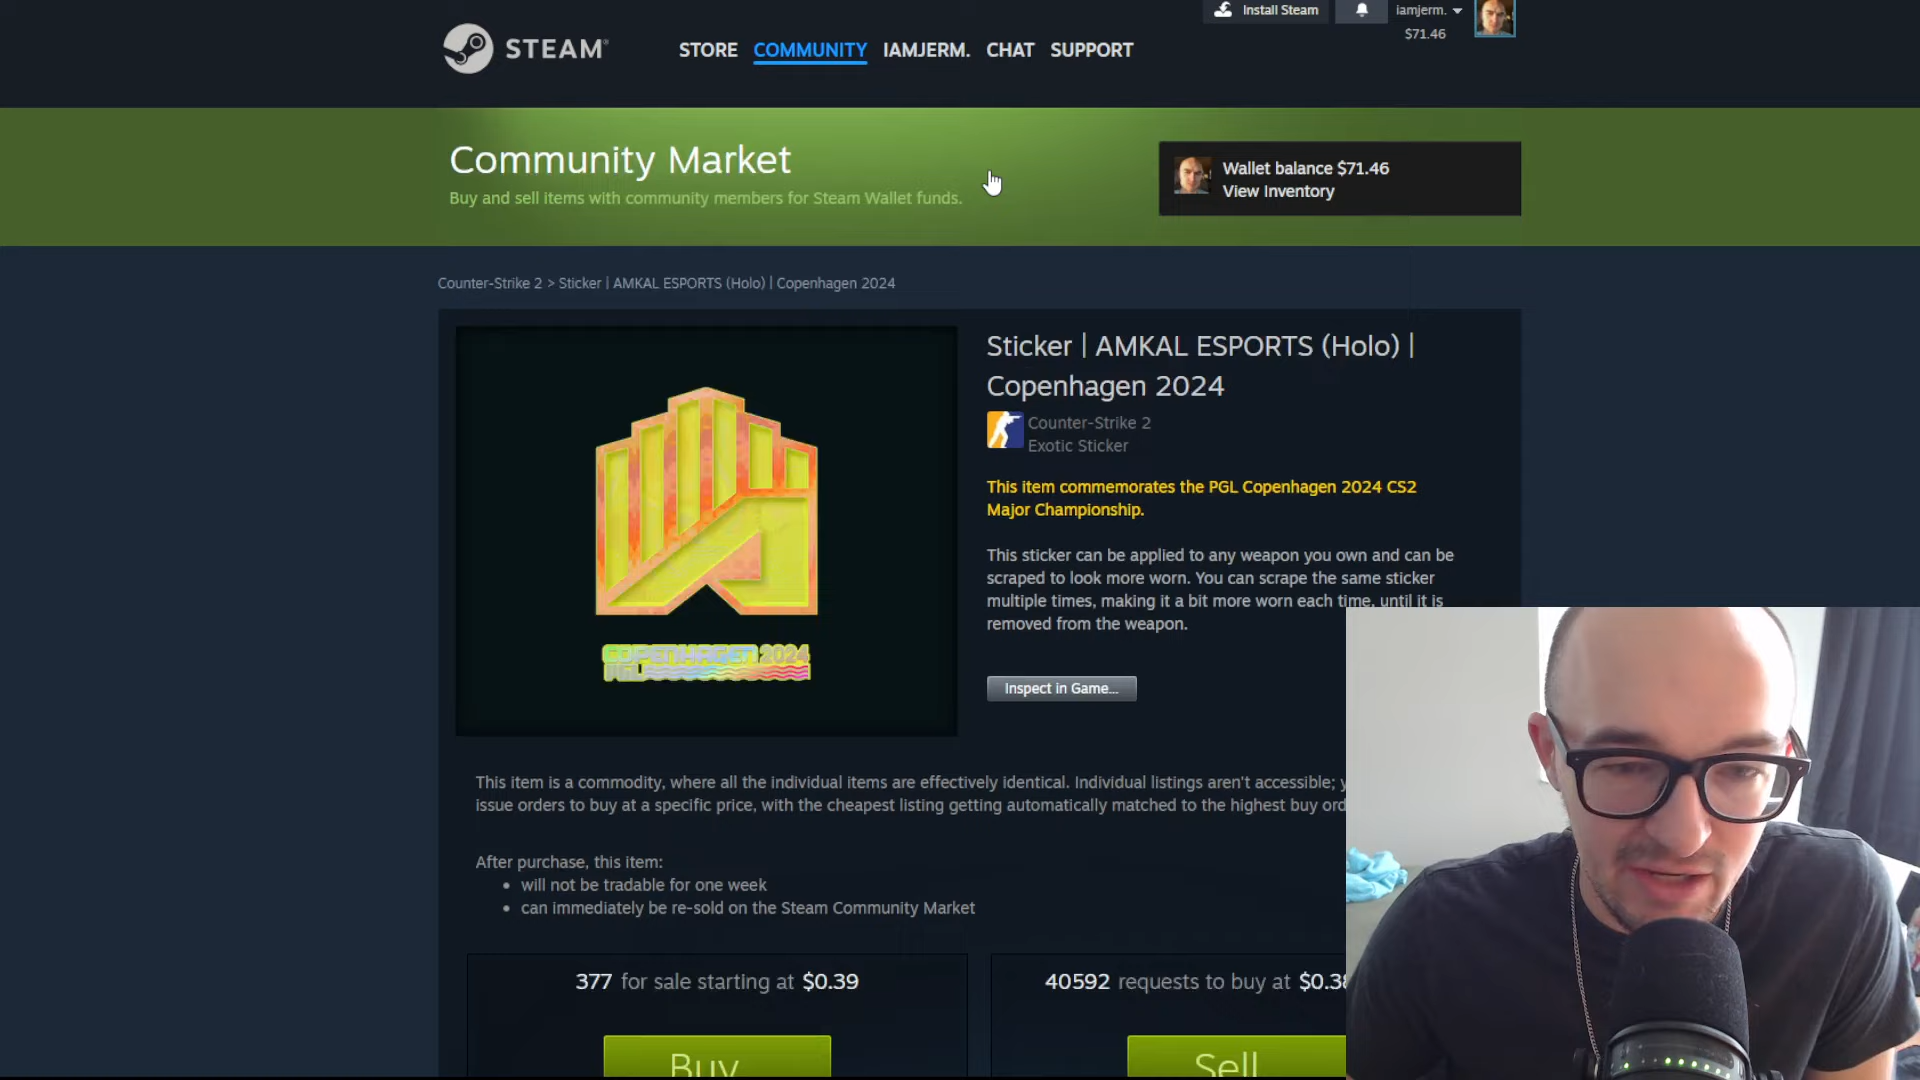 Install Steam
iamjerm.
$71.46
STEAM®
STORE COMMUNITY IAMJERM. CHAT SUPPORT
Community Market
Buy and sell items with community members for Steam Wallet funds.
Wallet balance $71.46
View Inventory
Counter-Strike 2 > Sticker | AMKAL ESPORTS (Holo) | Copenhagen 2024
Sticker | AMKAL ESPORTS (Holo) |
Copenhagen 2024
Counter-Strike 2
Exotic Sticker
This item commemorates the PGL Copenhagen 2024 CS2
Major Championship.
This sticker can be applied to any weapon you own and can be
scraped to look more worn. You can scrape the same sticker
multiple times, making it a bit more worn each time, until it is
removed from the weapon.
Inspect in Game...
COPENHAGEN 2024
PGL
This item is a commodity, where all the individual items are effectively identical. Individual listings aren't accessible;
issue orders to buy at a specific price, with the cheapest listing getting automatically matched to the highest buy
After purchase, this item:
• will not be tradable for one week
• can immediately be re-sold on the Steam Community Market
377 for sale starting at $0.39
40592 requests to buy at
Buy
Sell